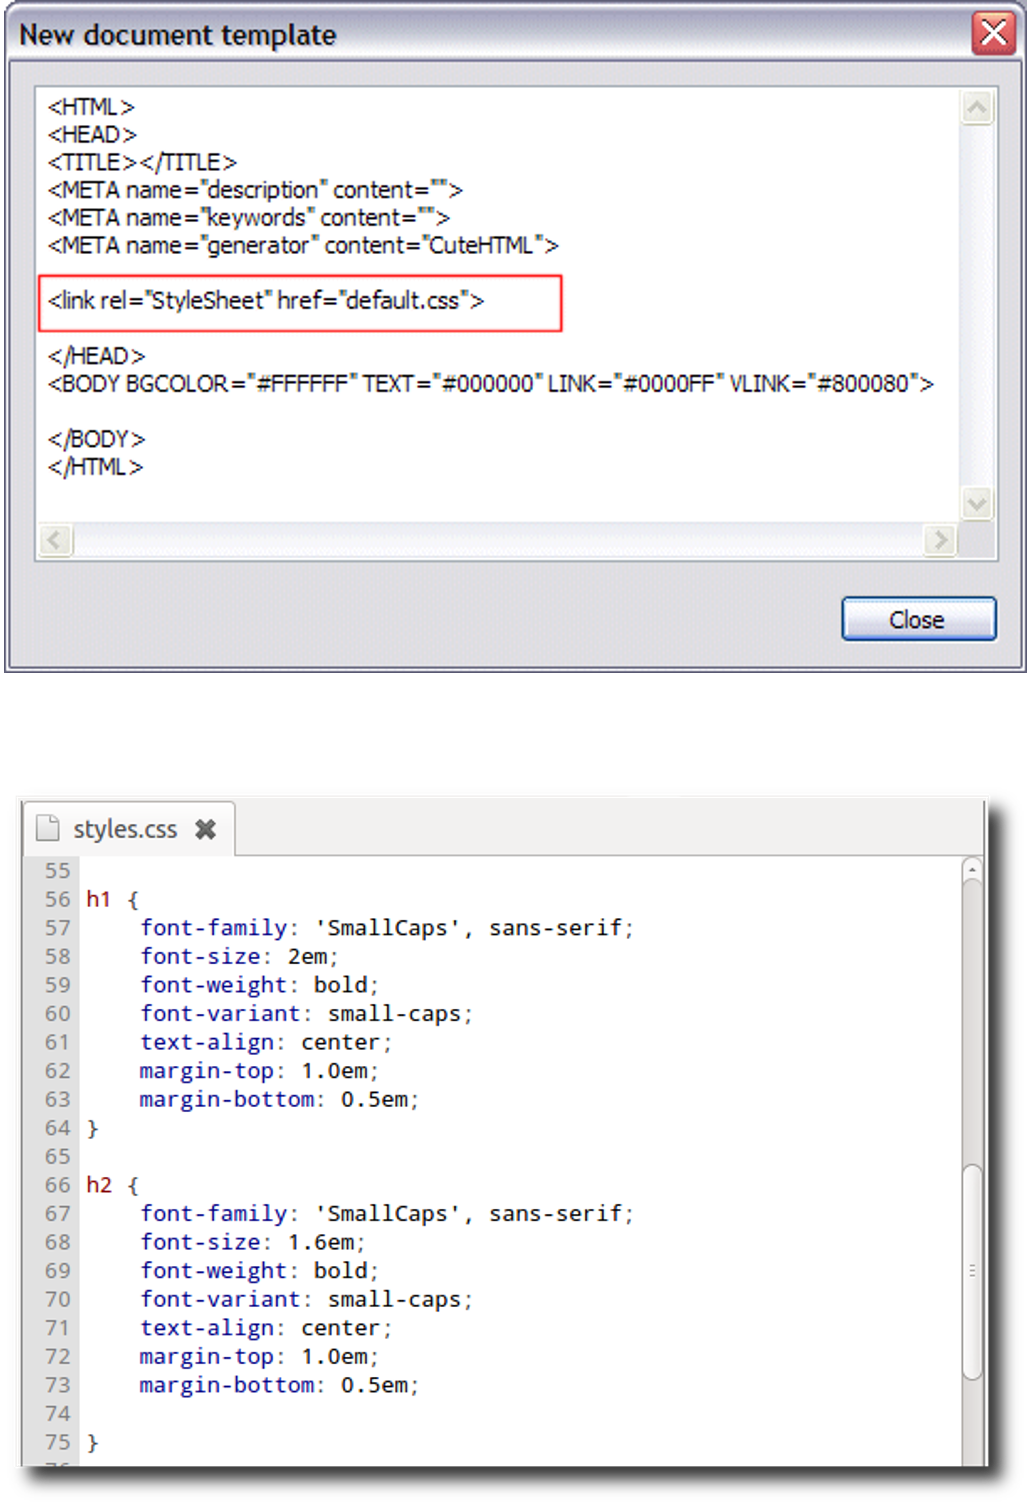 New document template
<HTML>
<HEAD>
<TITLE></TITLE>
<META name="description" content="">
<META name="keywords" content="">
<META name="generator" content="CuteHTML">
<link rel="StyleSheet" href="default.css">
</HEAD>
<BODY BGCOLOR="#FFFFFF" TEXT="#000000" LINK="#0000FF" VLINK="#800080">
</BODY>
</HTML>
Close
styles.css
55
56 h1 {
57 font-family: 'SmallCaps', sans-serif;
58 font-size: 2em;
59 font-weight: bold;
60 font-variant: small-caps;
61 text-align: center;
62 margin-top: 1.0em;
63 margin-bottom: 0.5em;
64 }
65
66 h2 {
67 font-family: 'SmallCaps', sans-serif;
68 font-size: 1.6em;
69 font-weight: bold;
70 font-variant: small-caps;
71 text-align: center;
72 margin-top: 1.0em;
73 margin-bottom: 0.5em;
74
75 }